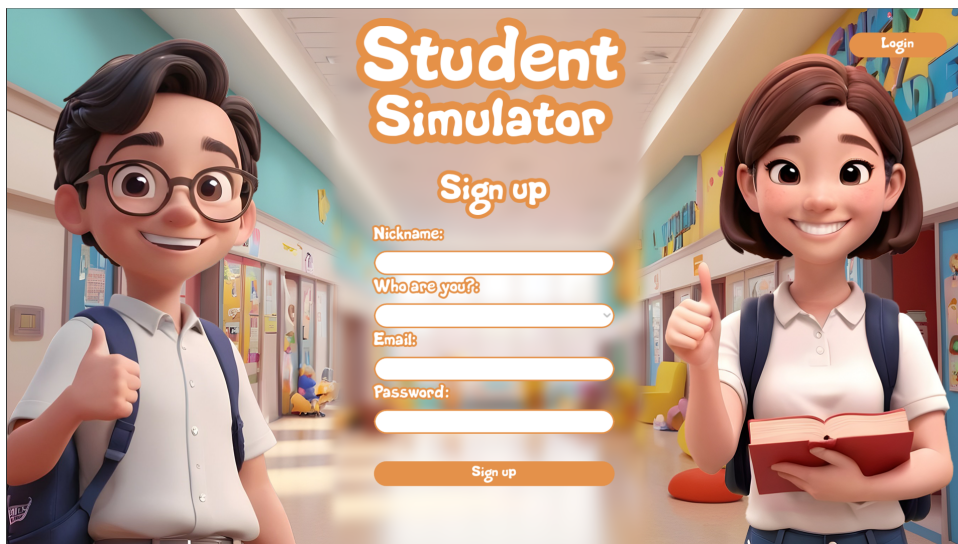 Student
Simulator
Login
Sign up
Nickname:
Who are you?:
Email:
Password:
Sign up